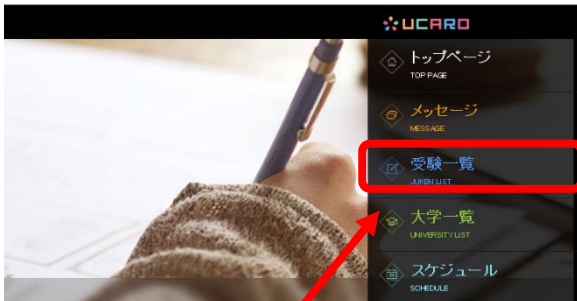 UCARO
トップページ
TOP PAGE
メッセージ
MESSAGE
受験一覧
JUKEN LIST
大学一覧
UNIVERSITY LIST
スケジュール
SCHEDULE